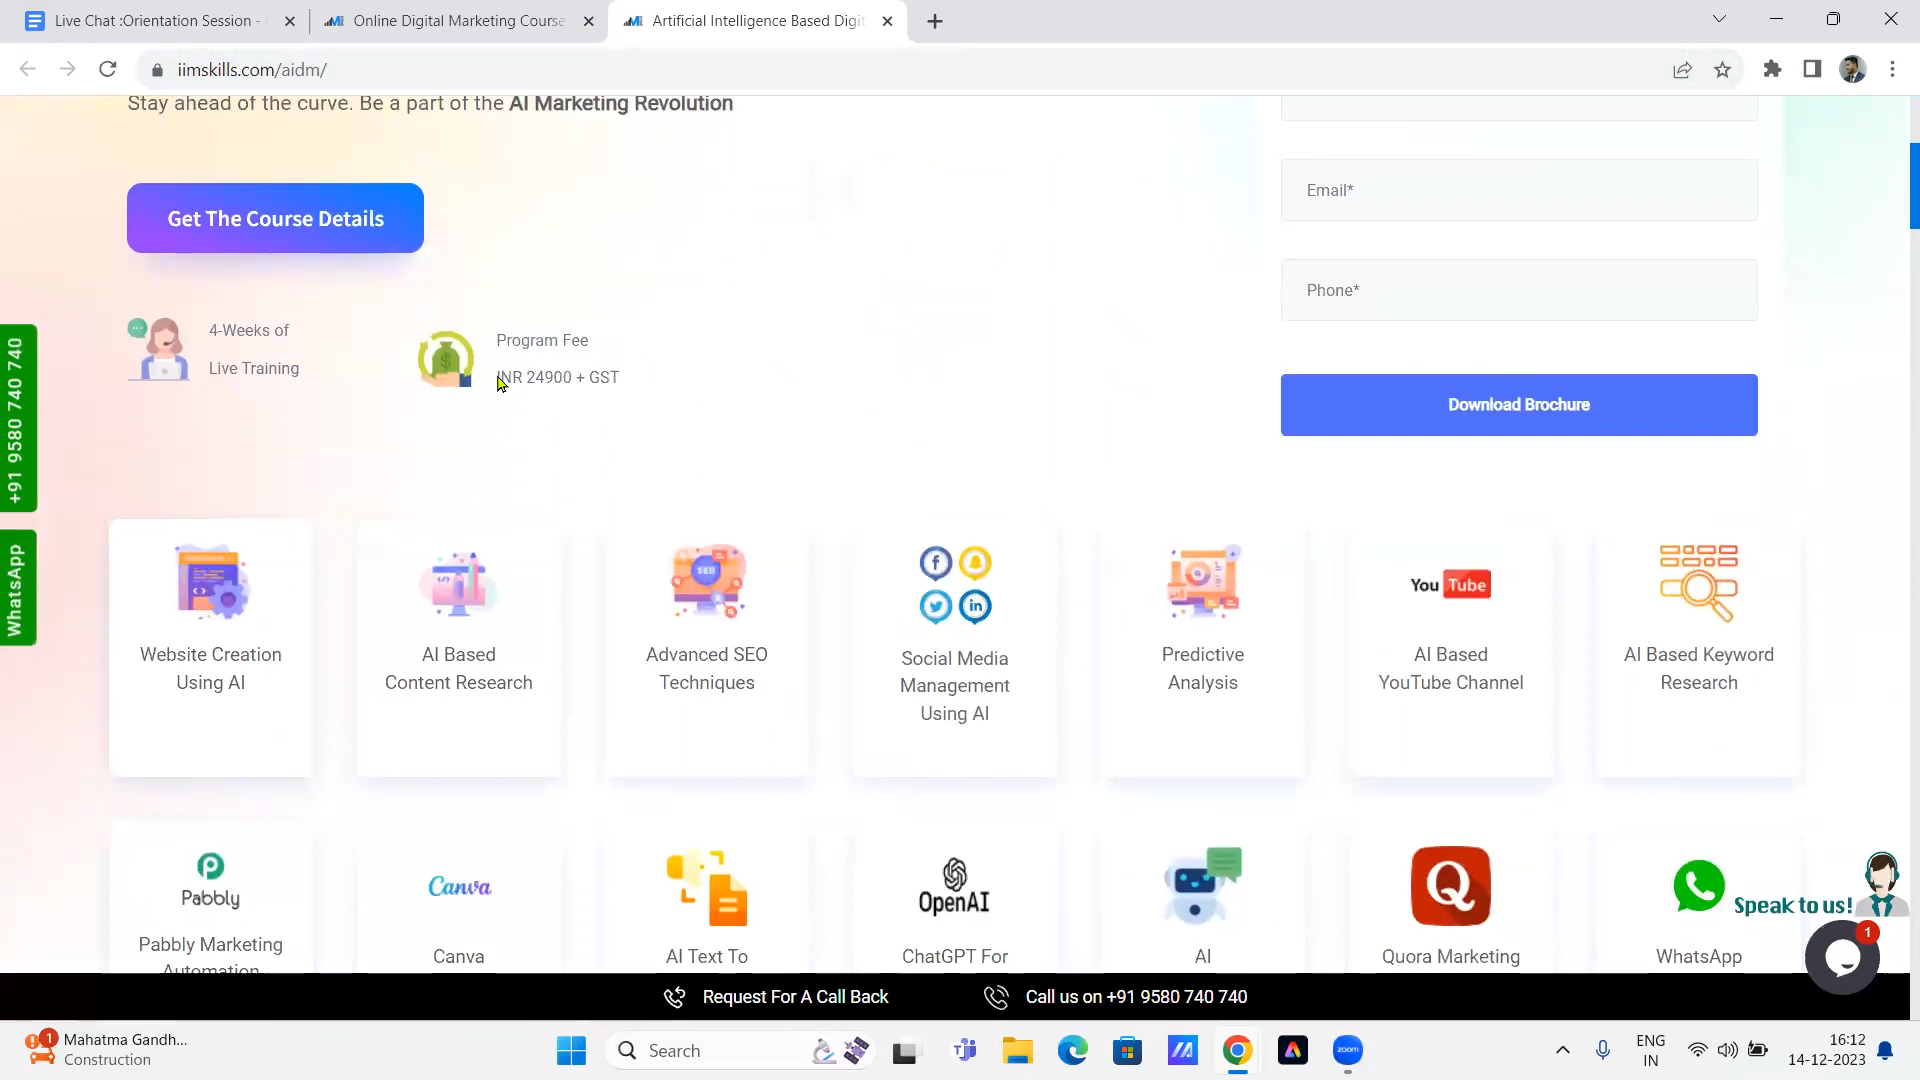 Live Chat :Orientation Session -
Online Digital Marketing Course
Artificial Intelligence Based Digit
iimskills.com/aidm/
Stay ahead of the curve. Be a part of the AI Marketing Revolution
Get The Course Details
Email*
Phone*
4-Weeks of
Live Training
Program Fee
INR 24900 + GST
Download Brochure
+91 9580 740 740
WhatsApp
Website Creation
Using AI
AI Based
Content Research
SEO
Advanced SEO
Techniques
Social Media
Management
Using AI
Predictive
Analysis
YouTube
AI Based
YouTube Channel
AI Based Keyword
Research
Pabbly
Pabbly Marketing
Automation
Canva
Canva
AI Text To
OpenAI
ChatGPT For
AI
Quora Marketing
WhatsApp
Speak to us!
1
Request For A Call Back
Call us on +91 9580 740 740
1
Mahatma Gandh...
Construction
Search
zoom
ENG
IN
16:12
14-12-2023